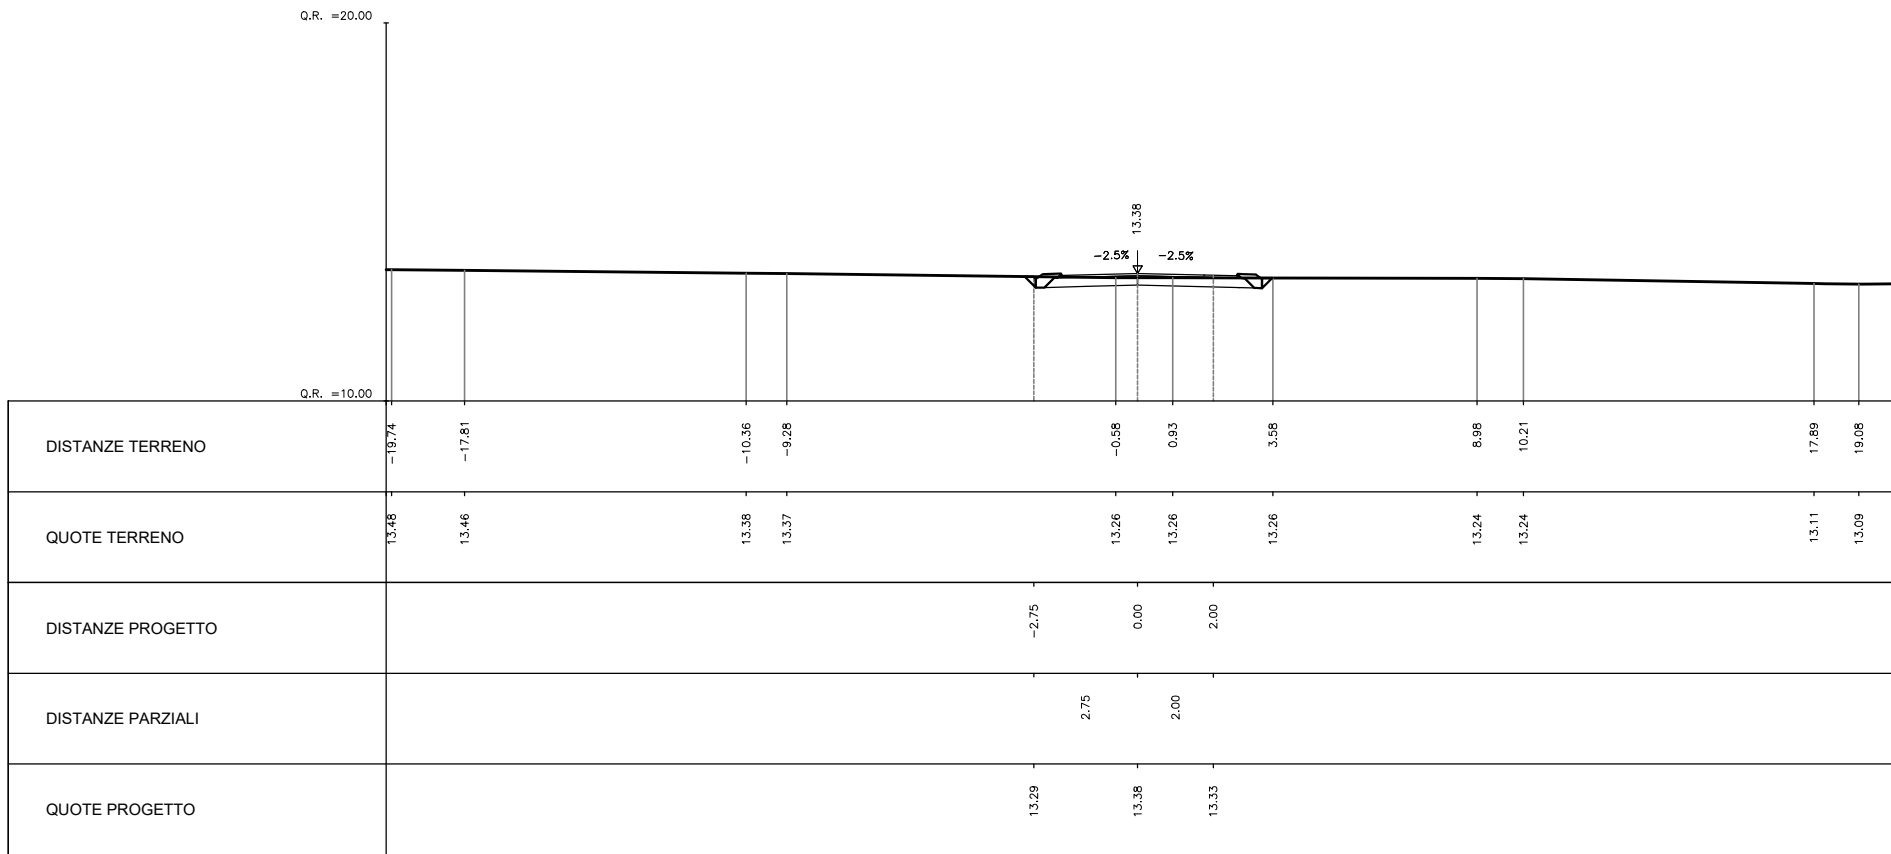 Q.R. =20.00
13.38
-2.5% -2.5%
Q.R. =10.00
DISTANZE TERRENO -19.74 -17.81 -10.36 -9.28 -0.58 0.93 3.58 8.98 10.21 17.89 19.08
QUOTE TERRENO 13.48 13.46 13.38 13.37 13.26 13.26 13.26 13.24 13.24 13.11 13.09
DISTANZE PROGETTO -2.75 0.00 2.00
DISTANZE PARZIALI 2.75 2.00
QUOTE PROGETTO 13.29 13.38 13.33